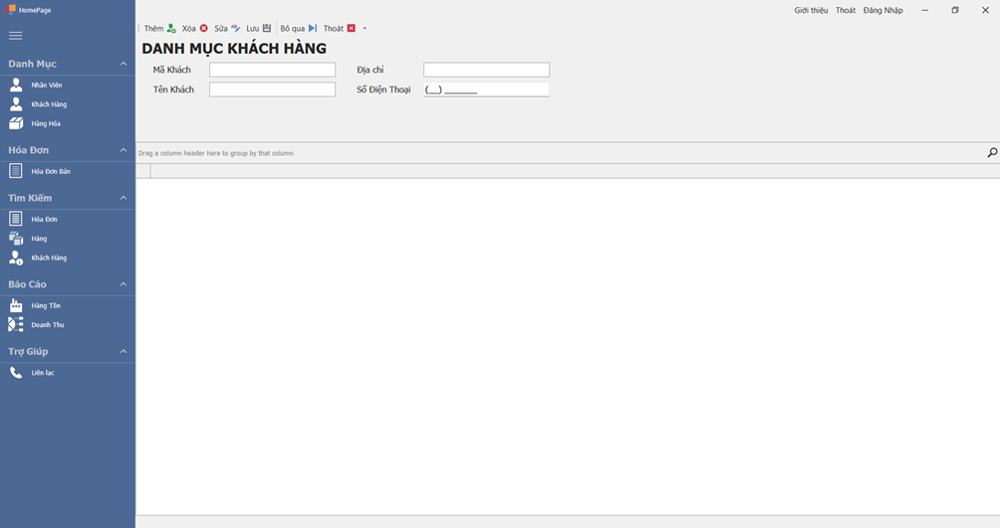 HomePage
Giới thiệu Thoát Đăng Nhập
Danh Mục
Nhân Viên
Khách Hàng
Hàng Hóa
Hóa Đơn
Hóa Đơn Bán
Tìm Kiếm
Hóa Đơn
Hàng
Khách Hàng
Báo Cáo
Hàng Tồn
Doanh Thu
Trợ Giúp
Liên lạc
Thêm Xóa Sửa Lưu Bỏ qua Thoát
DANH MỤC KHÁCH HÀNG
Mã Khách Địa chỉ
Tên Khách Số Điện Thoại (__) ______
Drag a column header here to group by that column